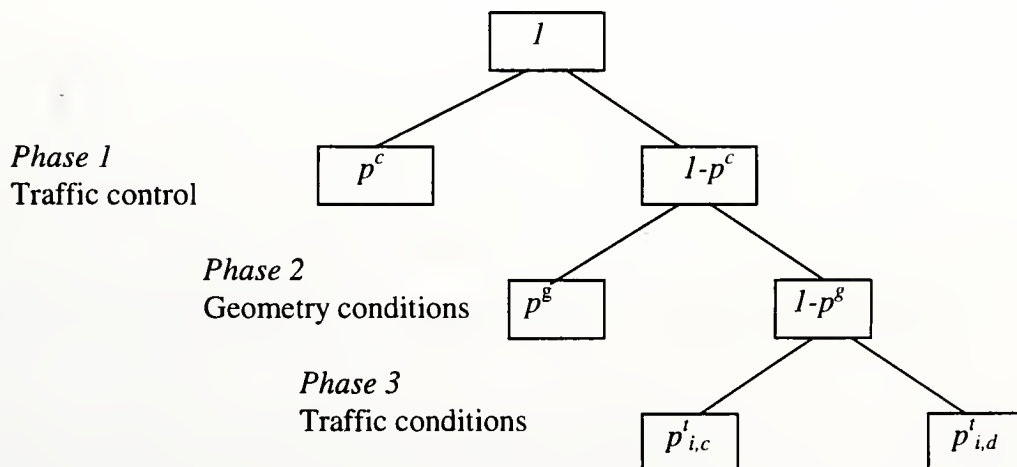 1
Phase 1
Traffic control
p^c
1-p^c
Phase 2
Geometry conditions
p^g
1-p^g
Phase 3
Traffic conditions
p^t_{i,c}
p^t_{i,d}